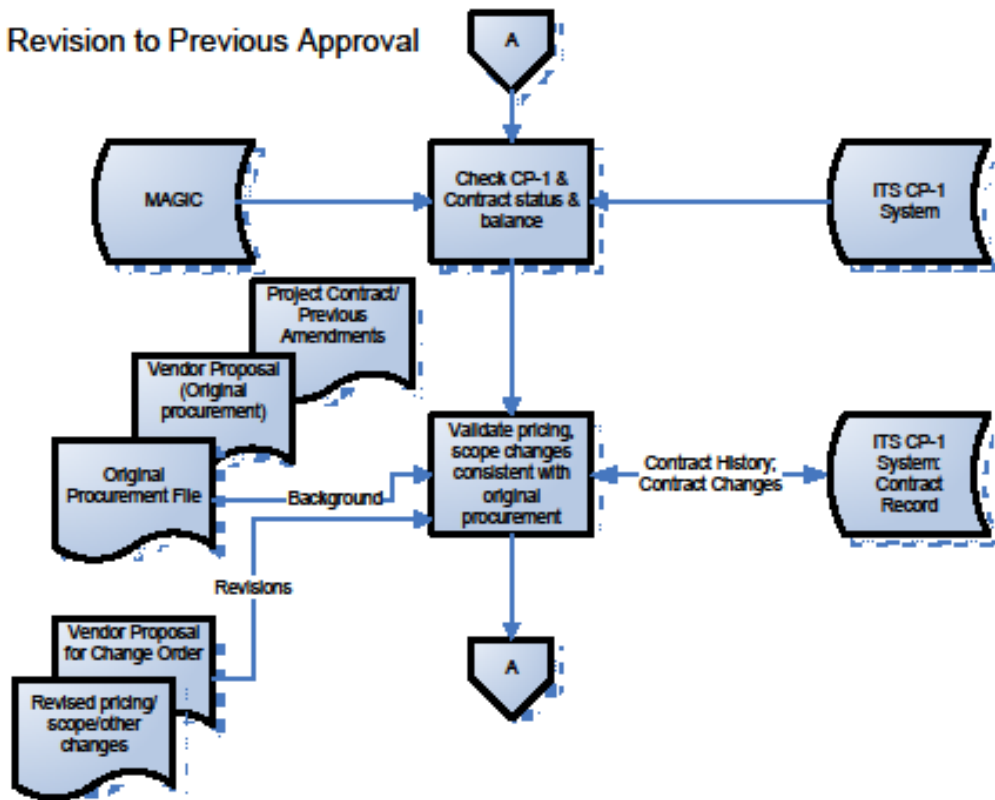 Revision to Previous Approval
A
MAGIC
Check CP-1 &
Contract status &
balance
ITS CP-1
System
Project Contract/
Previous
Amendments
Vendor Proposal
(Original
procurement)
Original
Procurement File
Background
Validate pricing,
scope changes
consistent with
original
procurement
Contract History;
Contract Changes
ITS CP-1
System:
Contract
Record
Revisions
Vendor Proposal
for Change Order
Revised pricing/
scope/other
changes
A